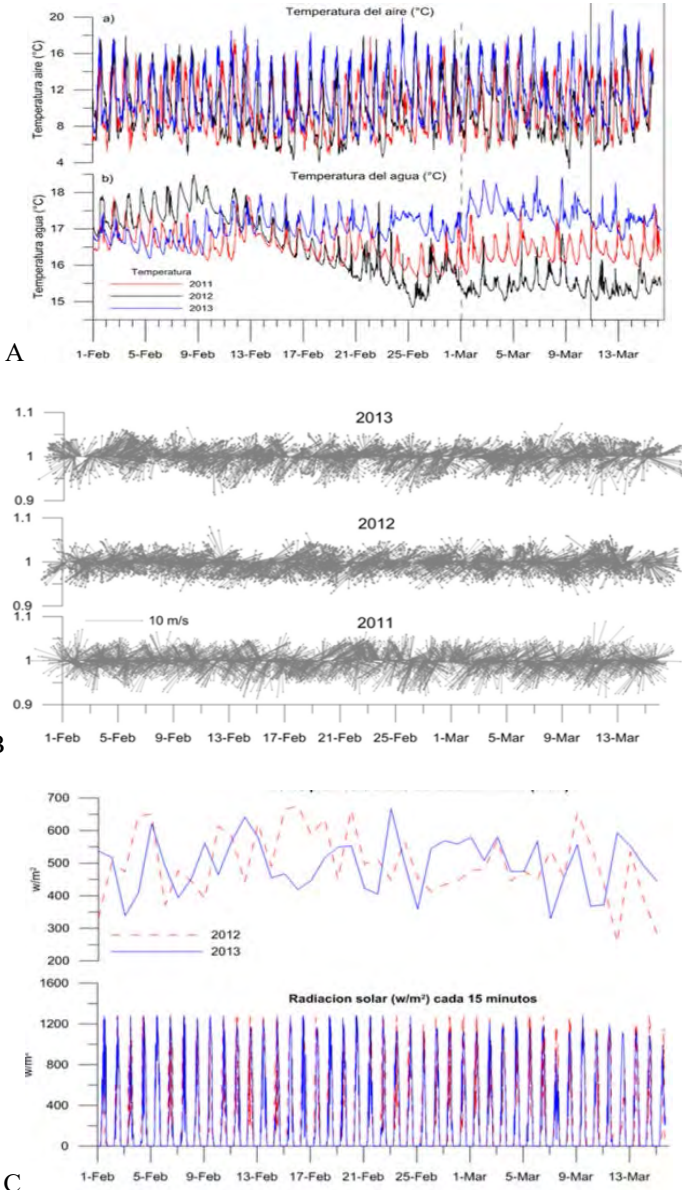 Temperatura del aire (°C)
a)
20
16
12
8
4
Temperatura aire (°C)
b)
Temperatura del agua (°C)
18
17
16
15
Temperatura agua (°C)
Temperatura
2011
2012
2013
A
1-Feb 5-Feb 9-Feb 13-Feb 17-Feb 21-Feb 25-Feb 1-Mar 5-Mar 9-Mar 13-Mar
1.1
2013
1
0.9
1.1
2012
1
0.9
1.1
10 m/s
2011
1
0.9
1-Feb 5-Feb 9-Feb 13-Feb 17-Feb 21-Feb 25-Feb 1-Mar 5-Mar 9-Mar 13-Mar
B
700
600
500
400
300
200
w/m²
2012
2013
1600
1200
800
400
0
Radiacion solar (w/m²) cada 15 minutos
1-Feb 5-Feb 9-Feb 13-Feb 17-Feb 21-Feb 25-Feb 1-Mar 5-Mar 9-Mar 13-Mar
C